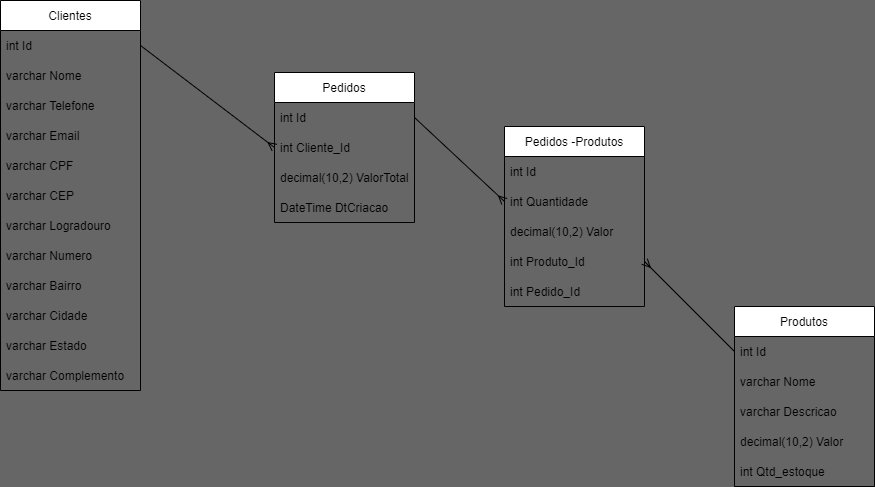 Clientes
int Id
varchar Nome
varchar Telefone
varchar Email
varchar CPF
varchar CEP
varchar Logradouro
varchar Numero
varchar Bairro
varchar Cidade
varchar Estado
varchar Complemento
Pedidos
int Id
int Cliente_Id
decimal(10,2) ValorTotal
DateTime DtCriacao
Pedidos -Produtos
int Id
int Quantidade
decimal(10,2) Valor
int Produto_Id
int Pedido_Id
Produtos
int Id
varchar Nome
varchar Descricao
decimal(10,2) Valor
int Qtd_estoque